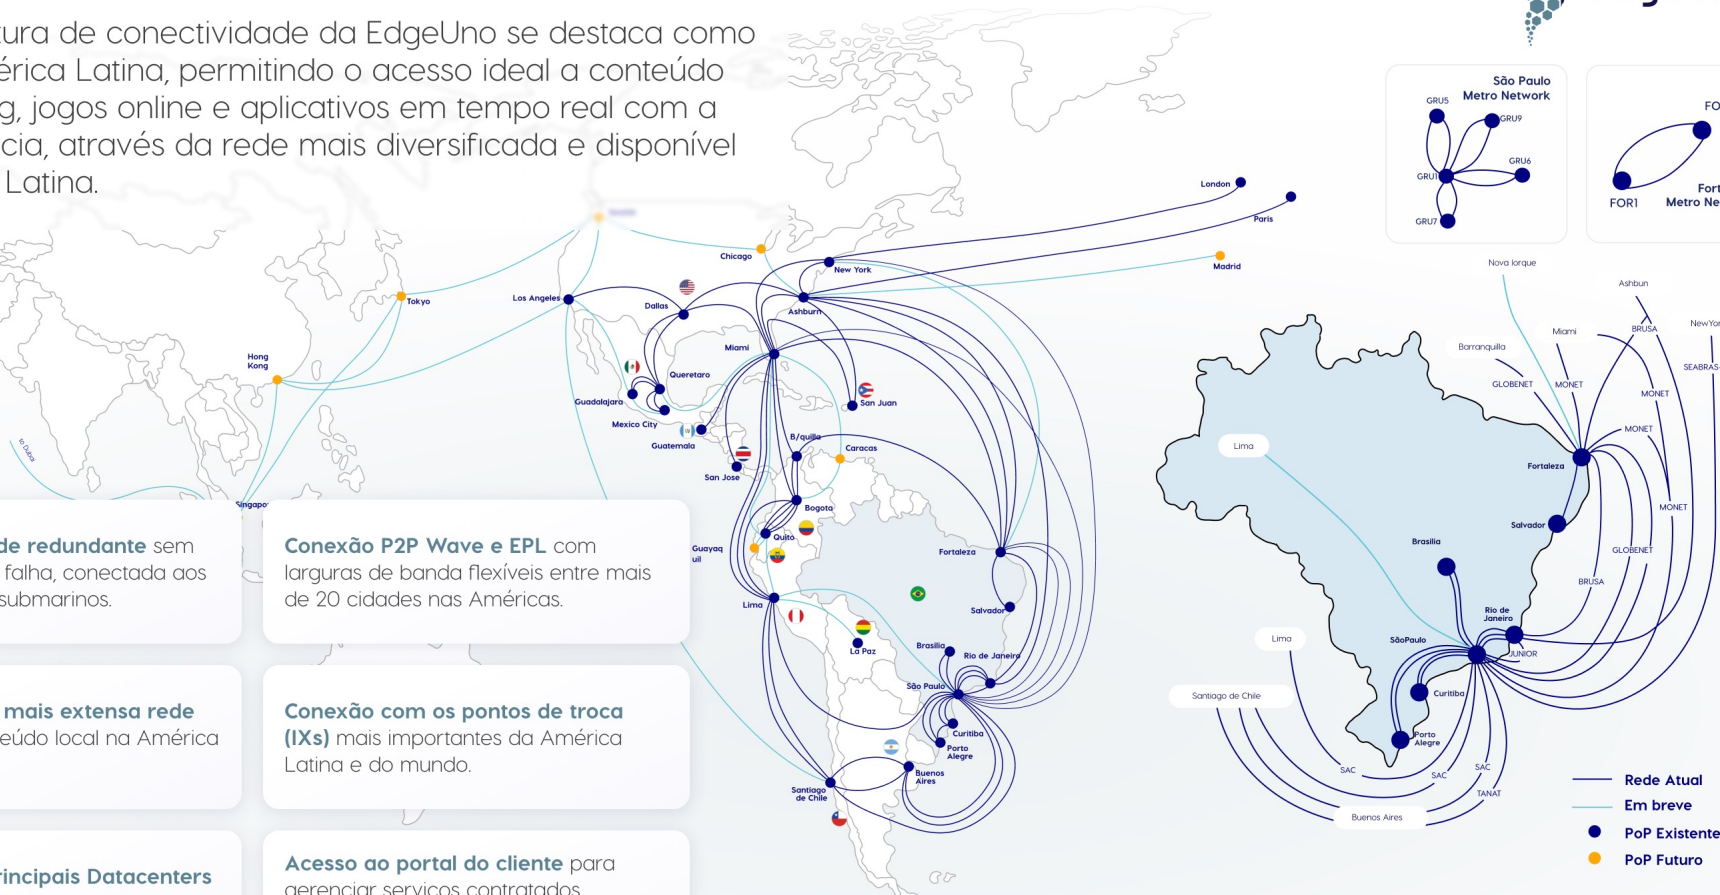 tura de conectividade da EdgeUno se destaca como
érica Latina, permitindo o acesso ideal a conteúdo
g, jogos online e aplicativos em tempo real com a
cia, através da rede mais diversificada e disponível
Latina.
São Paulo
Metro Network
GRU5
GRU9
GRU6
GRU1
GRU7
FO
FOR1
Fort
Metro Ne
London
Paris
Madrid
Chicago
New York
Los Angeles
Dallas
Ashburn
Tokyo
Miami
Hong
Kong
Queretaro
Guadalajara
San Juan
Mexico City
Guatemala
B/quilla
Caracas
San Jose
to Dubai
Singapo
Bogota
Quito
Guayaq
uil
Fortaleza
Lima
Salvador
La Paz
Brasilia
Rio de Janeiro
São Paulo
Curitiba
Porto
Alegre
Buenos
Aires
Santiago
de Chile
de redundante sem
falha, conectada aos
submarinos.
Conexão P2P Wave e EPL com
larguras de banda flexíveis entre mais
de 20 cidades nas Américas.
mais extensa rede
eúdo local na América
Conexão com os pontos de troca
(IXs) mais importantes da América
Latina e do mundo.
rincipais Datacenters
Acesso ao portal do cliente para
gerenciar serviços contratados
Nova Iorque
Ashbun
Miami
BRUSA
NewYor
Barranquilla
SEABRAS-
GLOBENET
MONET
MONET
MONET
Lima
Fortaleza
MONET
Salvador
Brasilia
GLOBENET
BRUSA
Rio de
Janeiro
Lima
SãoPaulo
JUNIOR
Santiago de Chile
Curitiba
Porto
Alegre
SAC
SAC
SAC
TANAT
Buenos Aires
Rede Atual
Em breve
PoP Existente
PoP Futuro